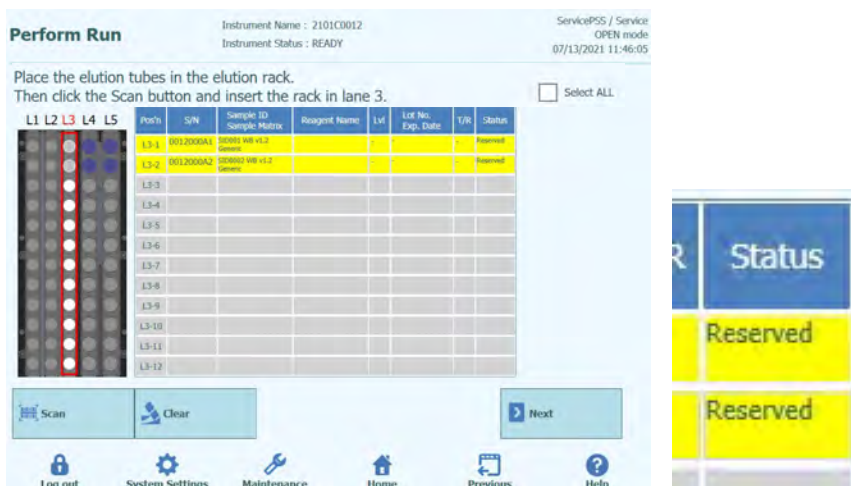 Perform Run
Instrument Name : 2101C0012
Instrument Status : READY
ServicePSS / Service
OPEN mode
07/13/2021 11:46:05
Place the elution tubes in the elution rack.
Then click the Scan button and insert the rack in lane 3.
Select ALL
L1 L2 L3 L4 L5
Pos'n S/N Sample ID Sample Matrix Reagent Name Lvl Lot No. Exp. Date T/R Status
L3-1 0012000A1 SID001 WB v1.2 Generic - - - Reserved
L3-2 0012000A2 SID0002 WB v1.2 Generic - - - Reserved
L3-3
L3-4
L3-5
L3-6
L3-7
L3-8
L3-9
L3-10
L3-11
L3-12
Scan
Clear
Next
Log out System Settings Maintenance Home Previous Help
R Status
Reserved
Reserved